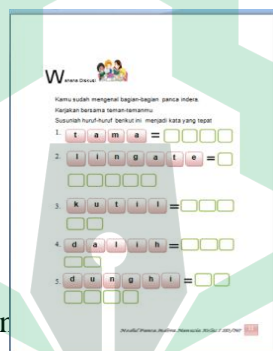 Wahana Diskusi
Kamu sudah mengenal bagian-bagian panca indera,
Kerjakan bersama teman-temanmu
Susunlah huruf-huruf berikut ini menjadi kata yang tepat
1. t a m a =
2. l i n g a t e =
3. k u t i l =
4. d a l i h =
5. d u n g h i =